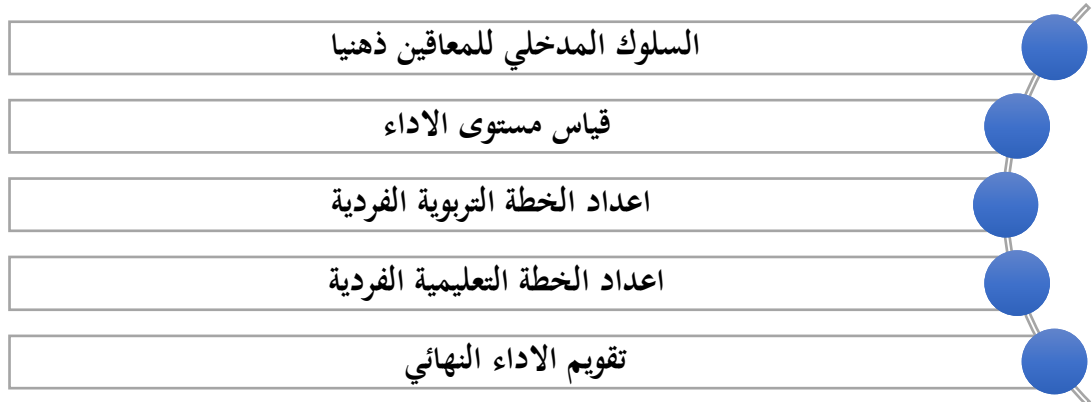 السلوك المدخلي للمعاقين ذهنيا
قياس مستوى الاداء
اعداد الخطة التربوية الفردية
اعداد الخطة التعليمية الفردية
تقويم الاداء النهائي